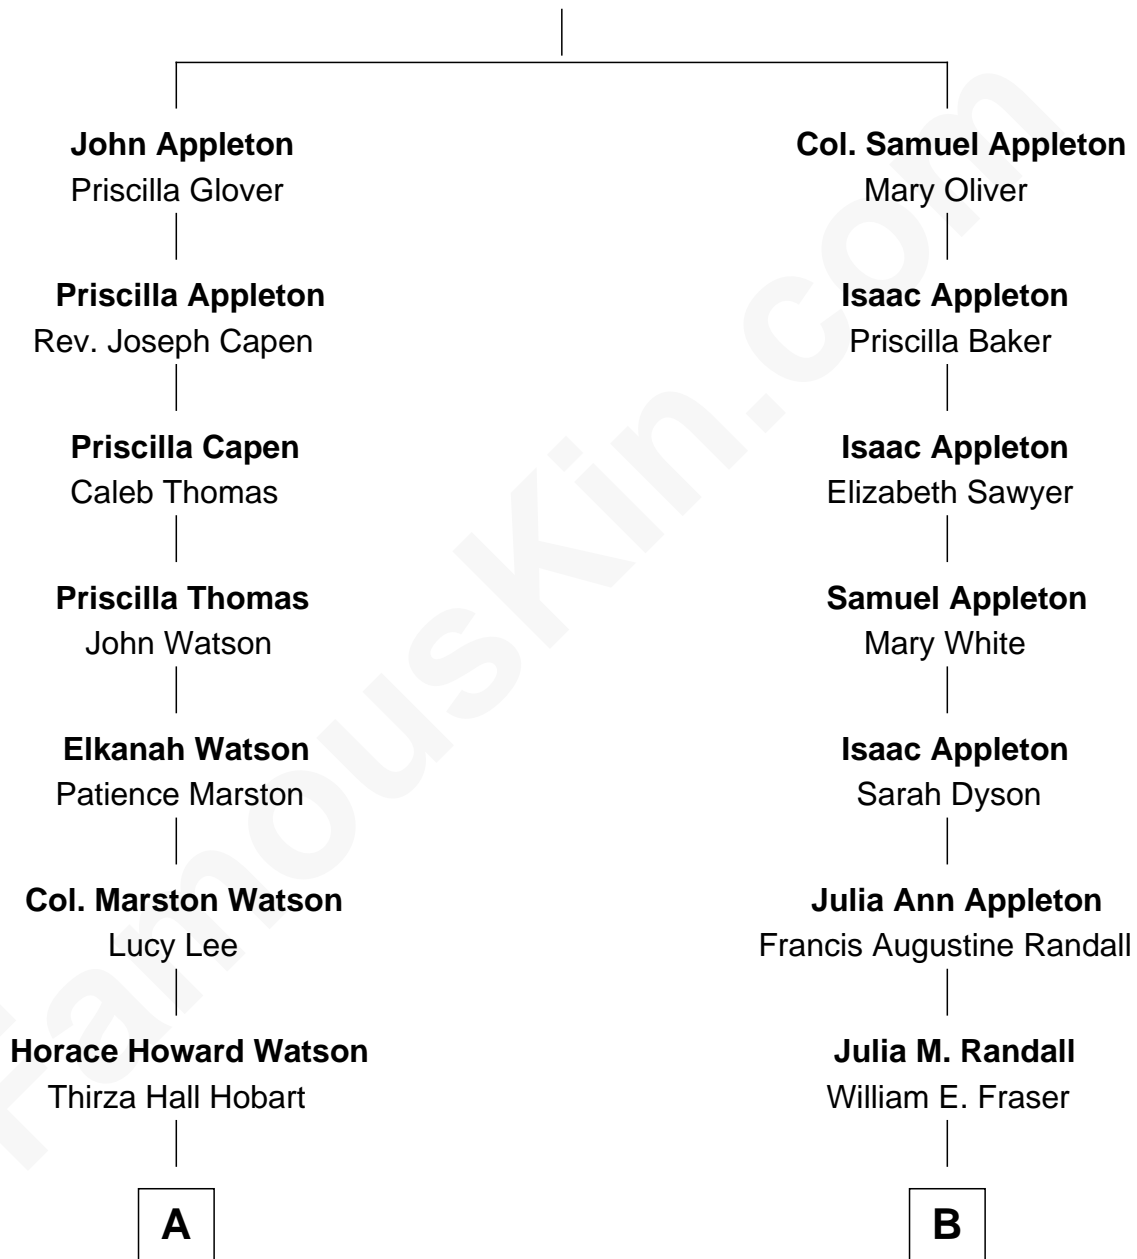 John Appleton
Priscilla Glover
Priscilla Appleton
Rev. Joseph Capen
Priscilla Capen
Caleb Thomas
Priscilla Thomas
John Watson
Elkanah Watson
Patience Marston
Col. Marston Watson
Lucy Lee
Horace Howard Watson
Thirza Hall Hobart
A
Col. Samuel Appleton
Mary Oliver
Isaac Appleton
Priscilla Baker
Isaac Appleton
Elizabeth Sawyer
Samuel Appleton
Mary White
Isaac Appleton
Sarah Dyson
Julia Ann Appleton
Francis Augustine Randall
Julia M. Randall
William E. Fraser
B
FamousKin.com